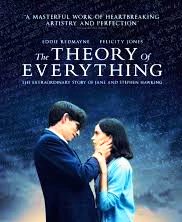 "A MASTERFUL WORK OF HEARTBREAKING
ARTISTRY AND PERFECTION"
EDDIE REDMAYNE FELICITY JONES
The THEORY OF
EVERYTHING
THE EXTRAORDINARY STORY OF JANE AND STEPHEN HAWKING